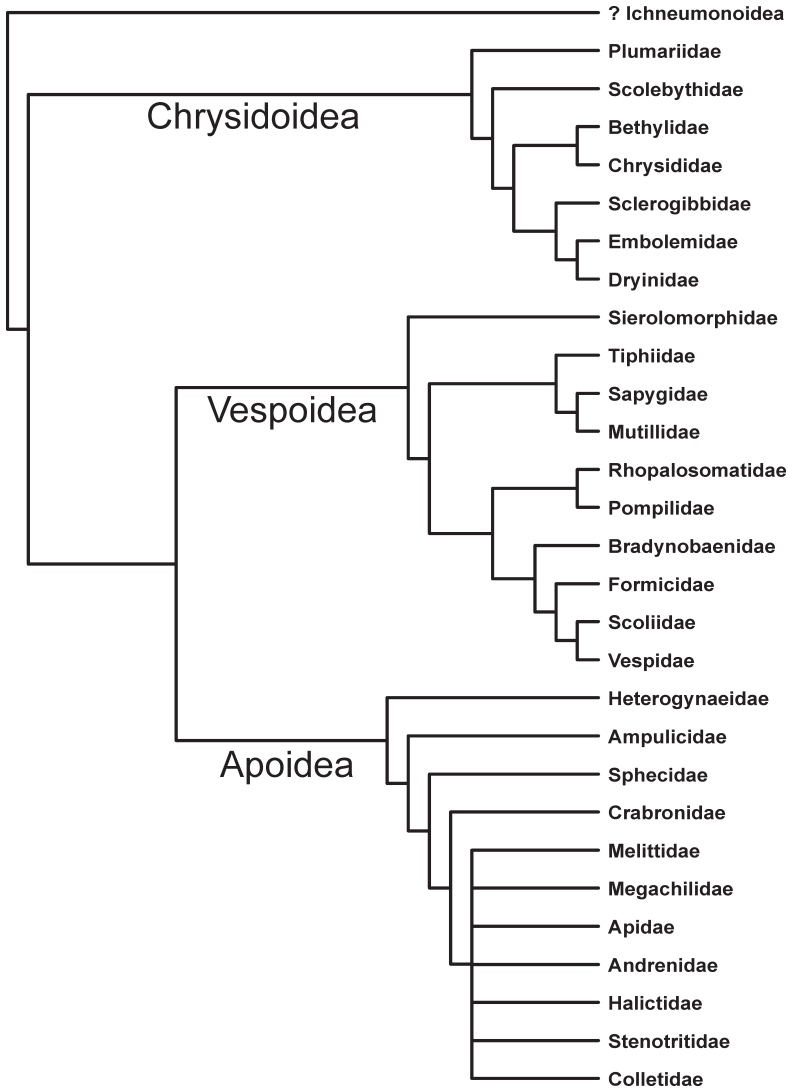 ? Ichneumonoidea
Plumariidae
Chrysidoidea
Scolebythidae
Bethylidae
Chrysididae
Sclerogibbidae
Embolemidae
Dryinidae
Sierolomorphidae
Tiphiidae
Vespoidea
Sapygidae
Mutillidae
Rhopalosomatidae
Pompilidae
Bradynobaenidae
Formicidae
Scoliidae
Vespidae
Heterogynaeidae
Ampulicidae
Apoidea
Sphecidae
Crabronidae
Melittidae
Megachilidae
Apidae
Andrenidae
Halictidae
Stenotritidae
Colletidae